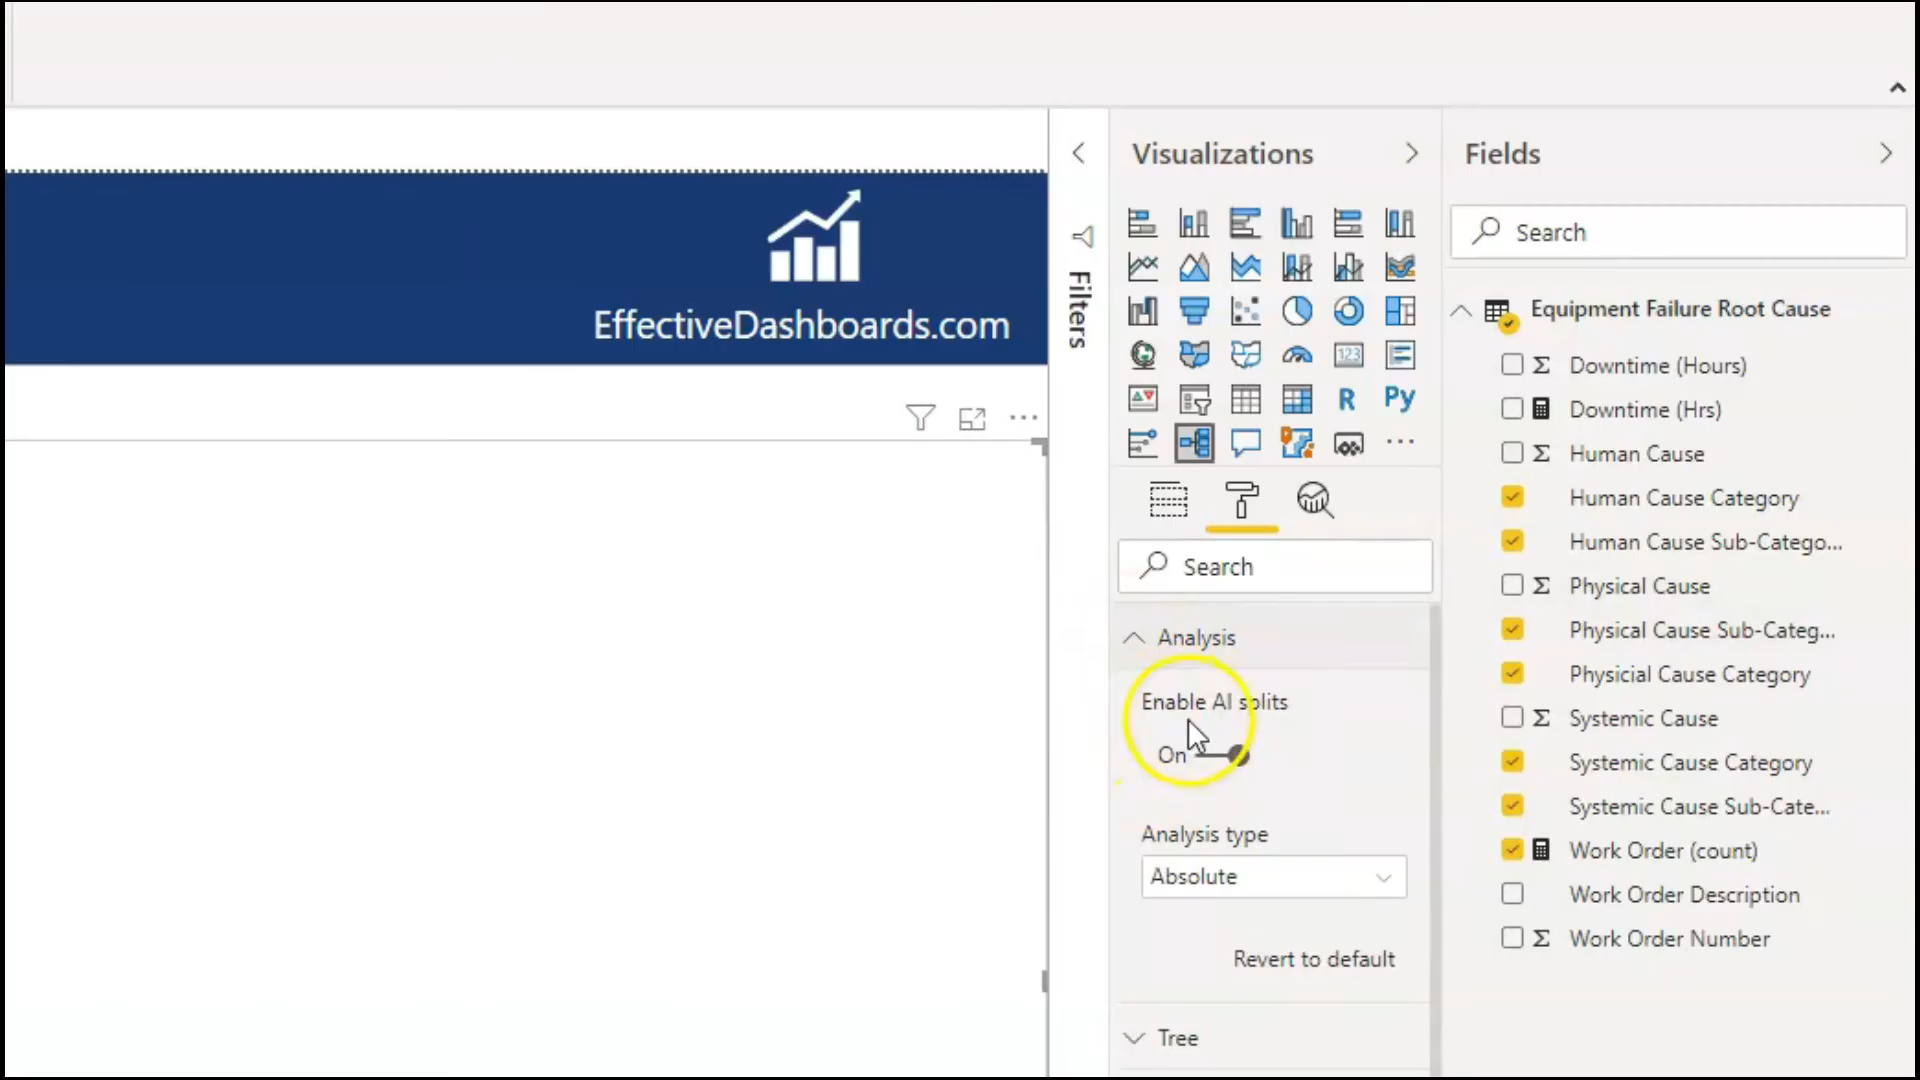 Visualizations
Fields
Search
EffectiveDashboards.com
Filters
Equipment Failure Root Cause
Downtime (Hours)
Downtime (Hrs)
Human Cause
Human Cause Category
Human Cause Sub-Catego...
Physical Cause
Physical Cause Sub-Categ...
Physicial Cause Category
Systemic Cause
Systemic Cause Category
Systemic Cause Sub-Cate...
Work Order (count)
Work Order Description
Work Order Number
123
R
Py
Search
Analysis
Enable AI splits
On
Analysis type
Absolute
Revert to default
Tree